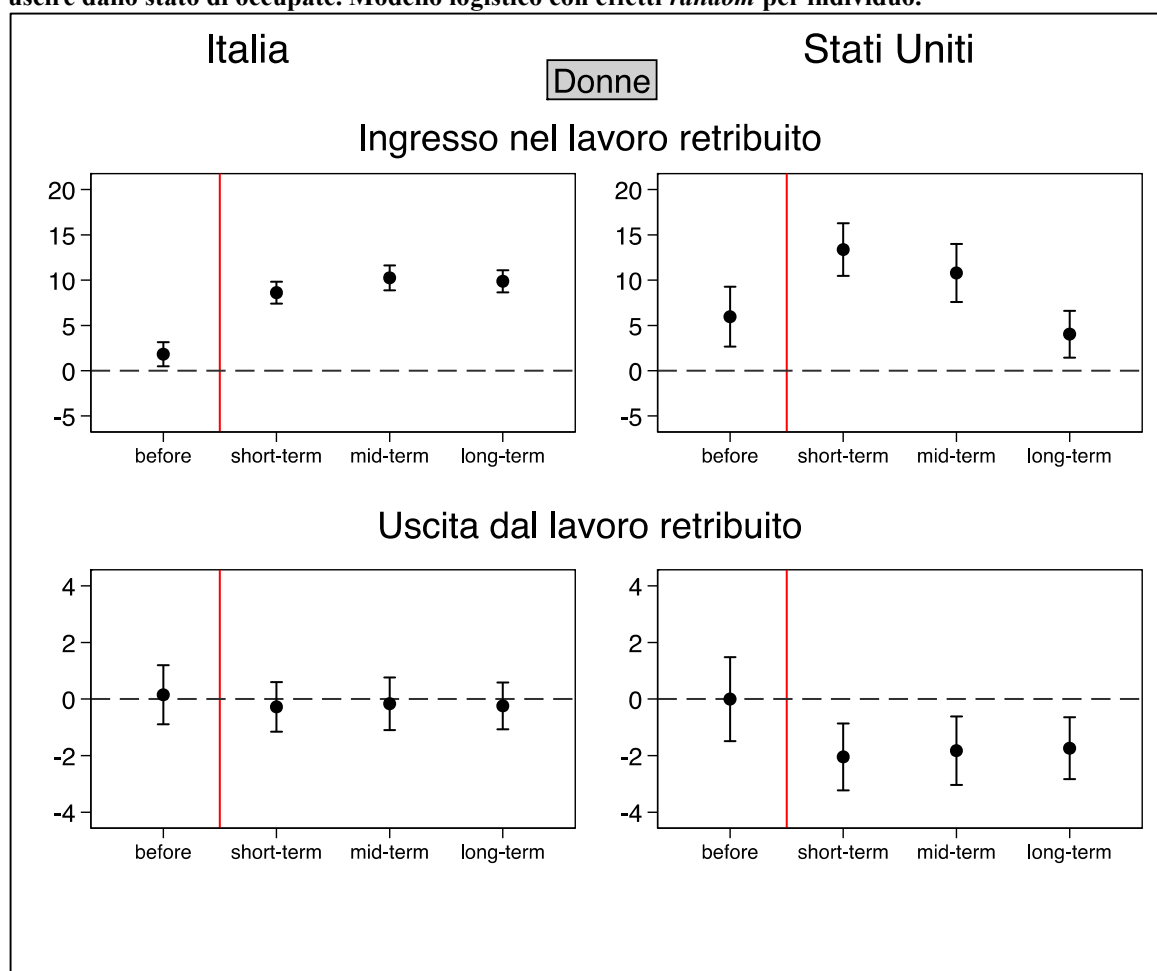 uscire dallo stato di occupate. Modello logistico con effetti random per individuo.
Italia
Stati Uniti
Donne
Ingresso nel lavoro retribuito
20
15
10
5
0
-5
before short-term mid-term long-term
20
15
10
5
0
-5
before short-term mid-term long-term
Uscita dal lavoro retribuito
4
2
0
-2
-4
before short-term mid-term long-term
4
2
0
-2
-4
before short-term mid-term long-term